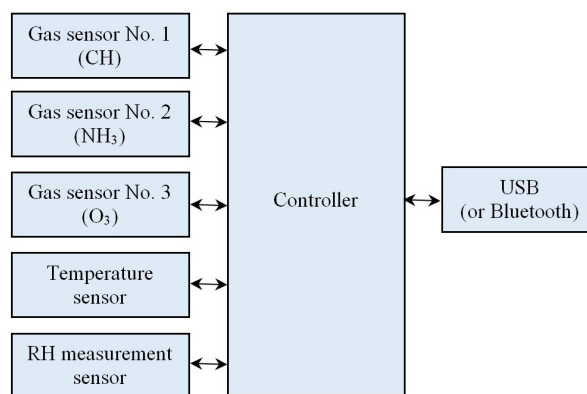 Gas sensor No. 1
(CH)
Gas sensor No. 2
(NH₃)
Gas sensor No. 3
(O₃)
Temperature
sensor
RH measurement
sensor
Controller
USB
(or Bluetooth)